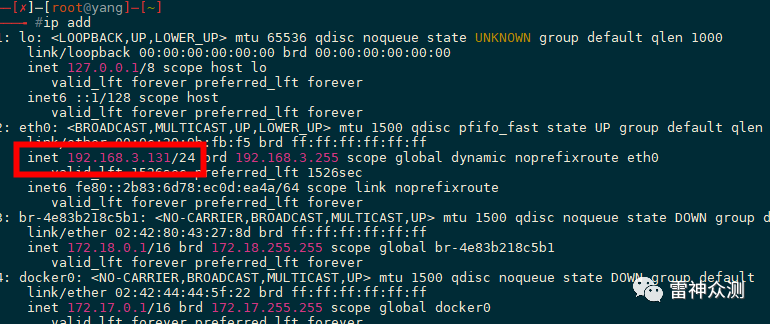 —[✗]—[root@yang]—[~]
#ip add
1: lo: <LOOPBACK,UP,LOWER_UP> mtu 65536 qdisc noqueue state UNKNOWN group default qlen 1000
link/loopback 00:00:00:00:00:00 brd 00:00:00:00:00:00
inet 127.0.0.1/8 scope host lo
valid_lft forever preferred_lft forever
inet6 ::1/128 scope host
valid_lft forever preferred_lft forever
2: eth0: <BROADCAST,MULTICAST,UP,LOWER_UP> mtu 1500 qdisc pfifo_fast state UP group default qlen
link/ether fb:f5 brd ff:ff:ff:ff:ff:ff
inet 192.168.3.131/24 brd 192.168.3.255 scope global dynamic noprefixroute eth0
valid_lft 1526sec preferred_lft 1526sec
inet6 fe80::2b83:6d78:ec0d:ea4a/64 scope link noprefixroute
valid_lft forever preferred_lft forever
3: br-4e83b218c5b1: <NO-CARRIER,BROADCAST,MULTICAST,UP> mtu 1500 qdisc noqueue state DOWN group d
link/ether 02:42:80:43:27:8d brd ff:ff:ff:ff:ff:ff
inet 172.18.0.1/16 brd 172.18.255.255 scope global br-4e83b218c5b1
valid_lft forever preferred_lft forever
4: docker0: <NO-CARRIER,BROADCAST,MULTICAST,UP> mtu 1500 qdisc noqueue state DOWN group default
link/ether 02:42:44:44:5f:22 brd ff:ff:ff:ff:ff:ff
inet 172.17.0.1/16 brd 172.17.255.255 scope global docker0
valid_lft forever preferred_lft forever
雷神众测